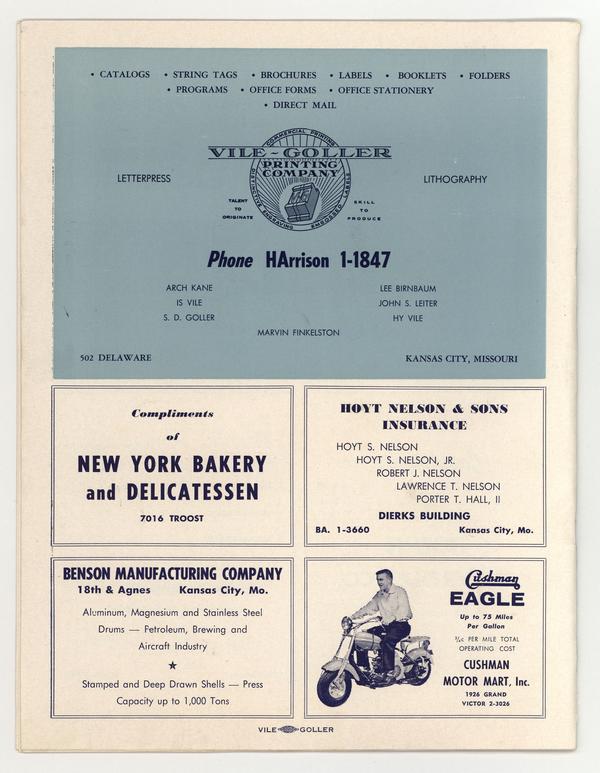 • CATALOGS • STRING TAGS • BROCHURES • LABELS • BOOKLETS • FOLDERS
• PROGRAMS • OFFICE FORMS • OFFICE STATIONERY
• DIRECT MAIL
COMMERCIAL PRINTING
VILE-GOLLER
PRINTING
COMPANY
LETTERPRESS
LITHOGRAPHY
DISTINCTIVE ENGRAVING
EMBOSSED LABELS
TALENT
TO
ORIGINATE
SKILL
TO
PRODUCE
Phone HArrison 1-1847
ARCH KANE
IS VILE
S. D. GOLLER
LEE BIRNBAUM
JOHN S. LEITER
HY VILE
MARVIN FINKELSTON
502 DELAWARE
KANSAS CITY, MISSOURI
Compliments
of
NEW YORK BAKERY
and DELICATESSEN
7016 TROOST
HOYT NELSON & SONS
INSURANCE
HOYT S. NELSON
HOYT S. NELSON, JR.
ROBERT J. NELSON
LAWRENCE T. NELSON
PORTER T. HALL, II
DIERKS BUILDING
BA. 1-3660 Kansas City, Mo.
BENSON MANUFACTURING COMPANY
18th & Agnes Kansas City, Mo.
Aluminum, Magnesium and Stainless Steel
Drums — Petroleum, Brewing and
Aircraft Industry
★
Stamped and Deep Drawn Shells — Press
Capacity up to 1,000 Tons
Cushman
EAGLE
Up to 75 Miles
Per Gallon
PER MILE TOTAL
OPERATING COST
CUSHMAN
MOTOR MART, Inc.
1926 GRAND
VICTOR 2-3026
VILE GOLLER